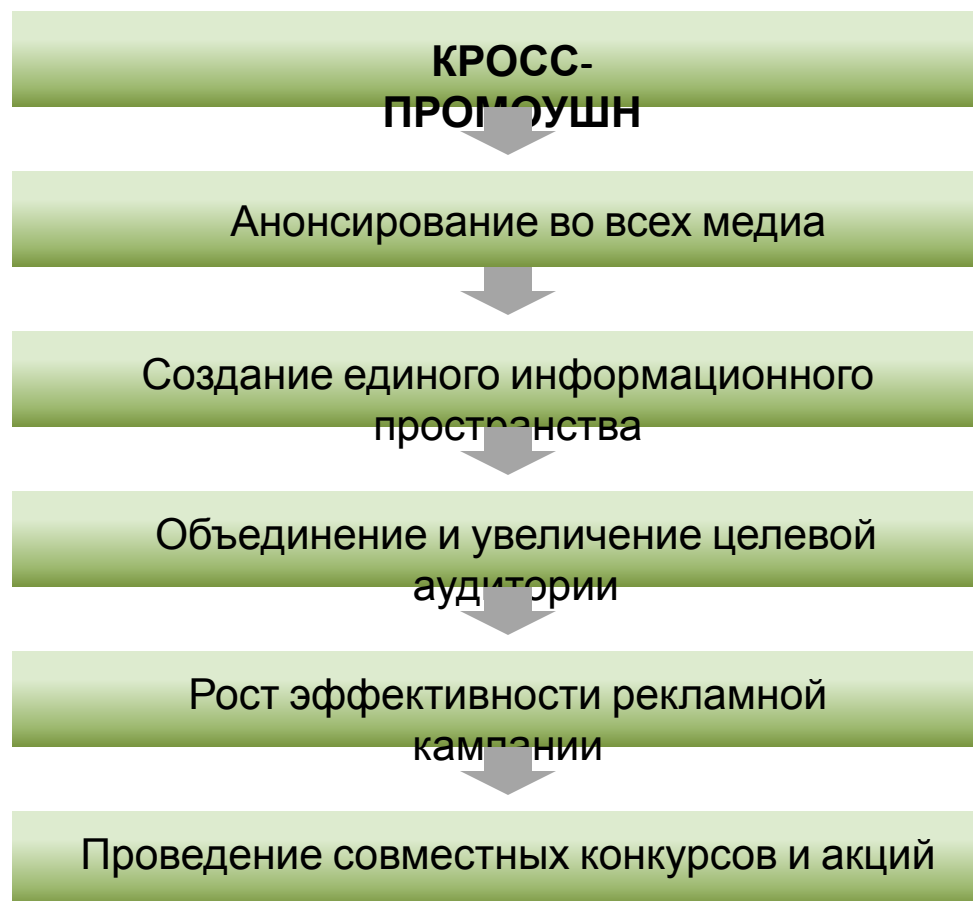 КРОСС-
ПРОМОУШН
Анонсирование во всех медиа
Создание единого информационного
пространства
Объединение и увеличение целевой
аудитории
Рост эффективности рекламной
кампании
Проведение совместных конкурсов и акций